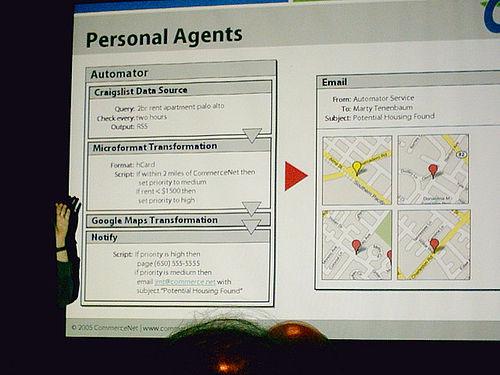 Personal Agents
Automator
Craigslist Data Source
Query: 2br rent apartment palo alto
Check every: two hours
Output: RSS
Microformat Transformation
Format: hCard
Script: If within 2 miles of CommerceNet then
set priority to medium
If rent < $1500 then
set priority to high
Google Maps Transformation
Notify
Script: If priority is high then
page (650) 555-5555
if priority is medium then
email jmt@commerce.net with
subject "Potential Housing Found"
Email
From: Automator Service
To: Marty Tenenbaum
Subject: Potential Housing Found
© 2005 CommerceNet | www.comm